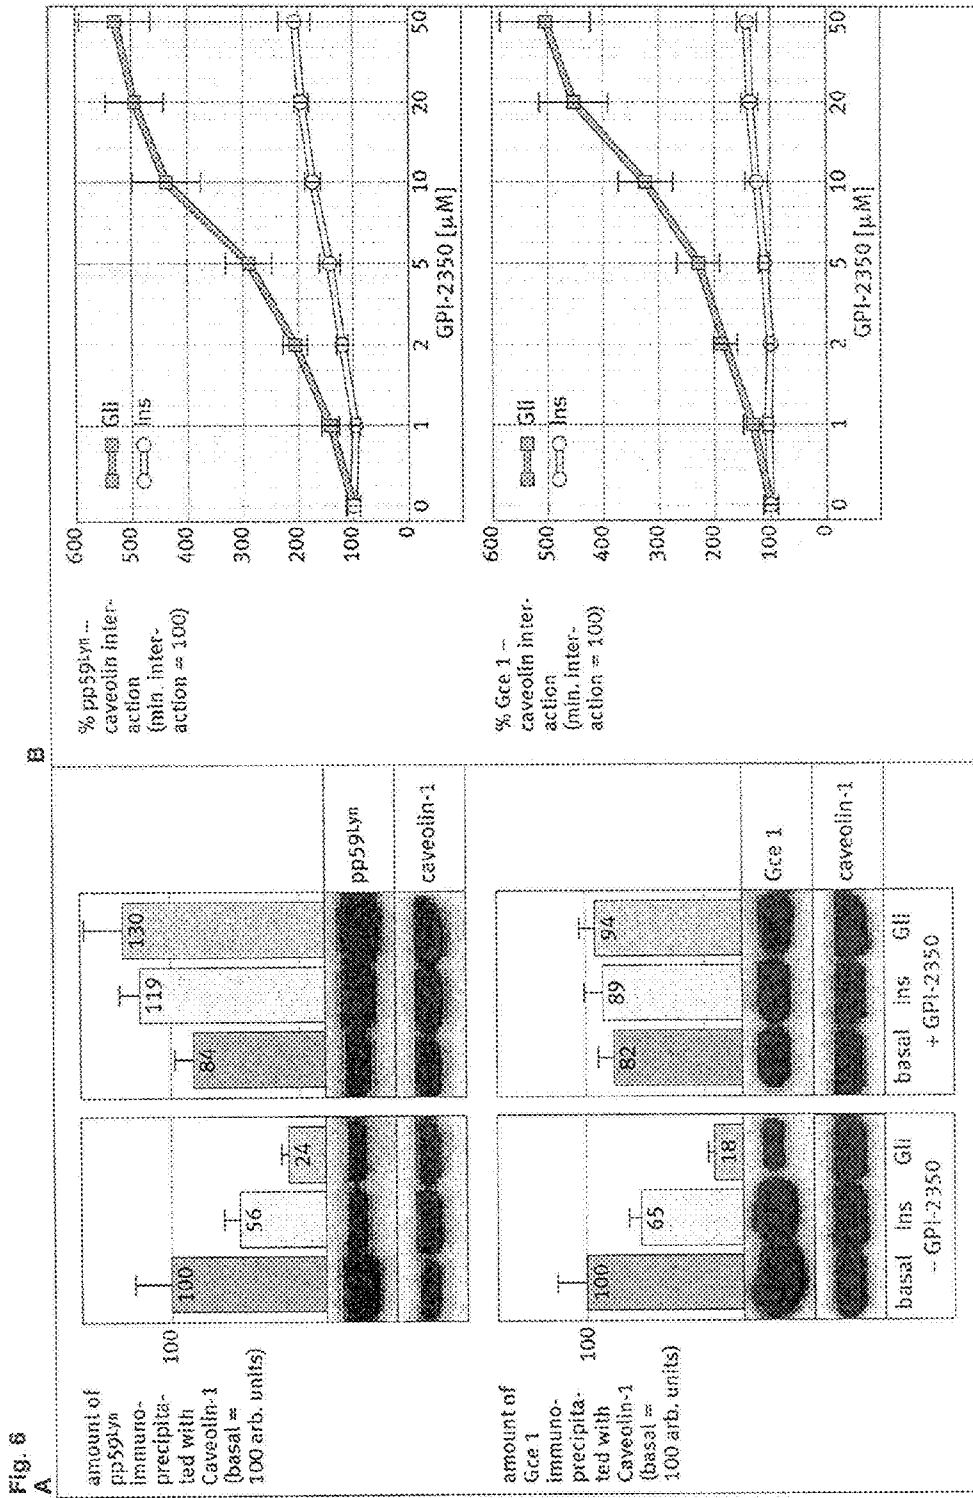 Fig. 6
A
amount of
pp59Lyn
immuno-
precipita-
ted with
Caveolin-1
(basal =
100 arb. units)
100
100
56
24
84
119
130
pp59Lyn
caveolin-1
amount of
Gce 1
immuno-
precipita-
ted with
Caveolin-1
(basal =
100 arb. units)
100
100
65
18
82
89
94
Gce 1
caveolin-1
basal Ins Gli
basal Ins Gli
– GPI-2350
+ GPI-2350
B
% pp59Lyn –
caveolin inter-
action
(min. inter-
action = 100)
600
500
400
300
200
100
0
Gli
Ins
0 1 2 5 10 20 50
GPI-2350 [µM]
% Gce 1 –
caveolin inter-
action
(min. inter-
action = 100)
600
500
400
300
200
100
0
Gli
Ins
0 1 2 5 10 20 50
GPI-2350 [µM]